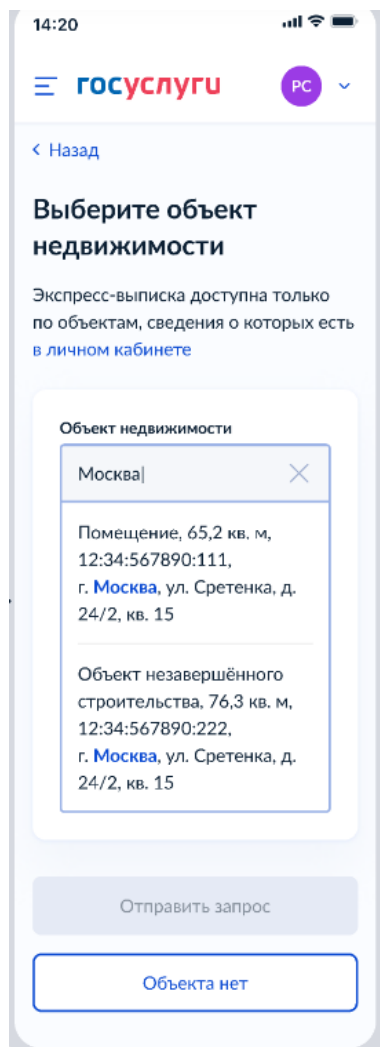 14:20
госуслуги
РС
Назад
Выберите объект
недвижимости
Экспресс-выписка доступна только
по объектам, сведения о которых есть
в личном кабинете
Объект недвижимости
Москва
Помещение, 65,2 кв. м,
12:34:567890:111,
г. Москва, ул. Сретенка, д.
24/2, кв. 15
Объект незавершённого
строительства, 76,3 кв. м,
12:34:567890:222,
г. Москва, ул. Сретенка, д.
24/2, кв. 15
Отправить запрос
Объекта нет